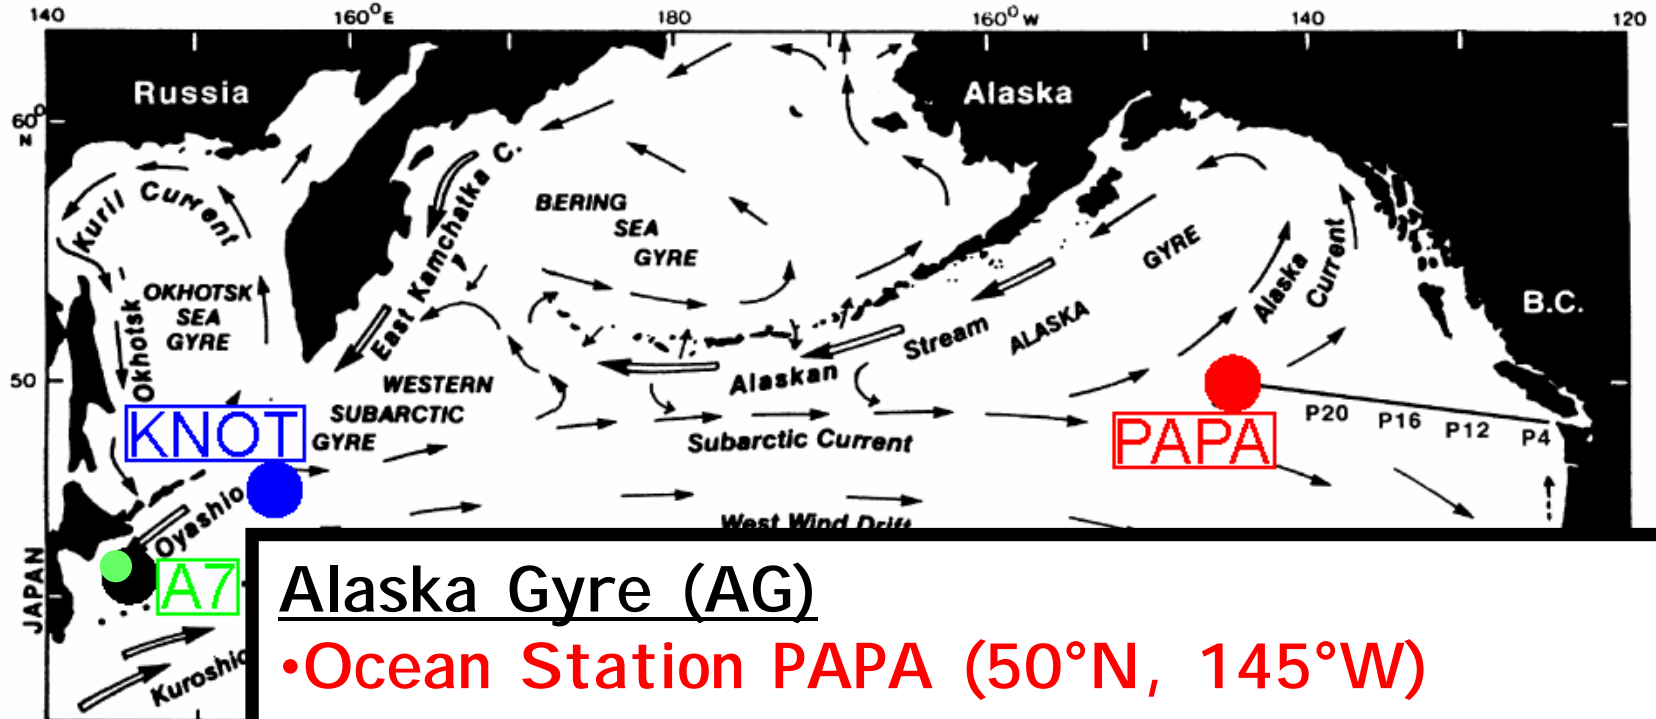 140 160°E 180 160°W 140 120
Russia
Alaska
60°
N
East Kamchatka C.
Kuril Current
BERING
SEA
GYRE
GYRE
Alaska
Current
OKHOTSK
SEA
GYRE
Okhotsk
B.C.
Stream
ALASKA
50
WESTERN
SUBARCTIC
GYRE
Alaskan
KNOT
Subarctic Current
PAPA
P20 P16 P12 P4
Oyashio
West Wind Drift
JAPAN
A7
Kuroshio
Alaska Gyre (AG)
•Ocean Station PAPA (50°N, 145°W)